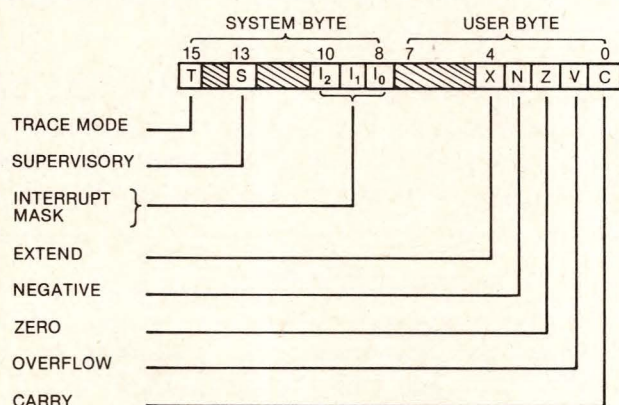 SYSTEM BYTE USER BYTE
15 13 10 8 7 4 0
T S I2 I1 I0 X N Z V C
TRACE MODE
SUPERVISORY
INTERRUPT
MASK
EXTEND
NEGATIVE
ZERO
OVERFLOW
CARRY